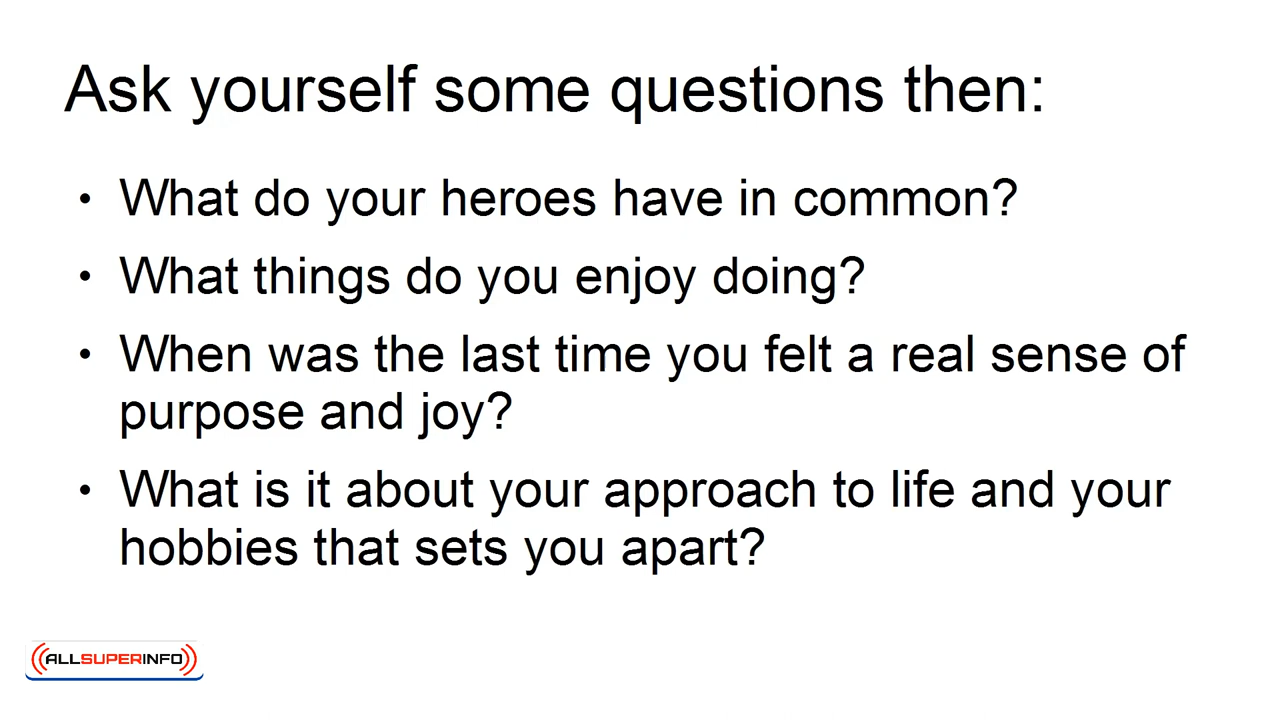 Ask yourself some questions then:
• What do your heroes have in common?
• What things do you enjoy doing?
• When was the last time you felt a real sense of
purpose and joy?
• What is it about your approach to life and your
hobbies that sets you apart?
ALLSUPERINFO